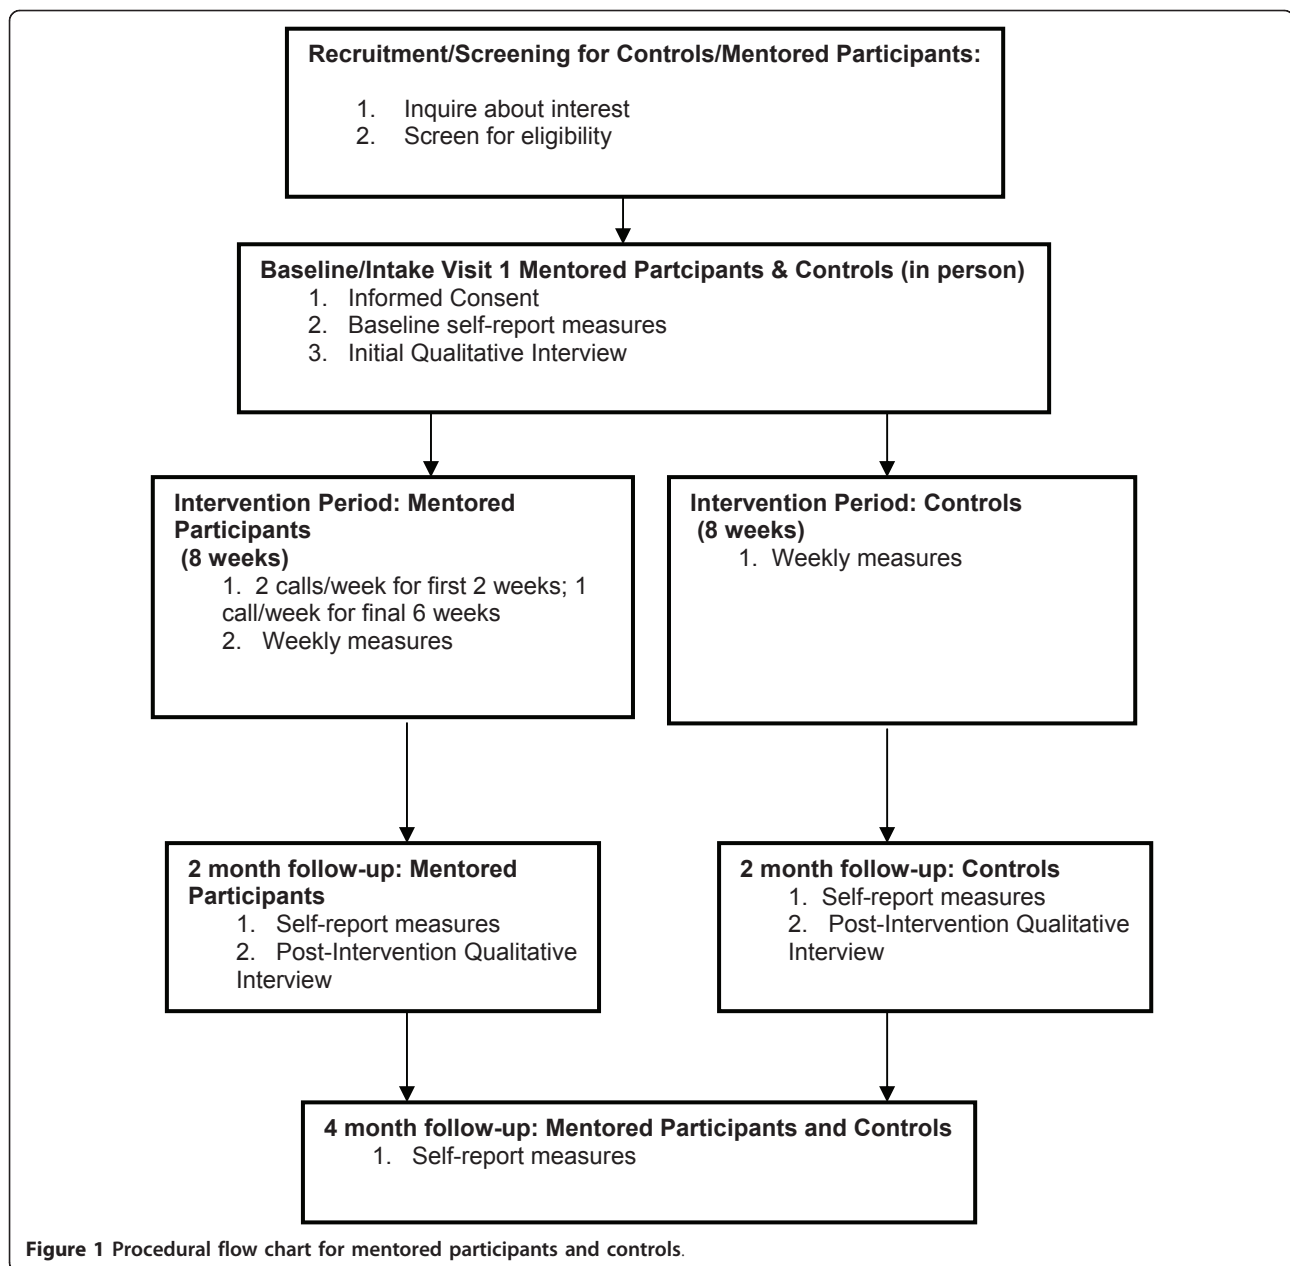 Recruitment/Screening for Controls/Mentored Participants:
1. Inquire about interest
2. Screen for eligibility
Baseline/Intake Visit 1 Mentored Partcipants & Controls (in person)
1. Informed Consent
2. Baseline self-report measures
3. Initial Qualitative Interview
Intervention Period: Mentored
Participants
(8 weeks)
1. 2 calls/week for first 2 weeks; 1
call/week for final 6 weeks
2. Weekly measures
Intervention Period: Controls
(8 weeks)
1. Weekly measures
2 month follow-up: Mentored
Participants
1. Self-report measures
2. Post-Intervention Qualitative
Interview
2 month follow-up: Controls
1. Self-report measures
2. Post-Intervention Qualitative
Interview
4 month follow-up: Mentored Participants and Controls
1. Self-report measures
Figure 1 Procedural flow chart for mentored participants and controls.